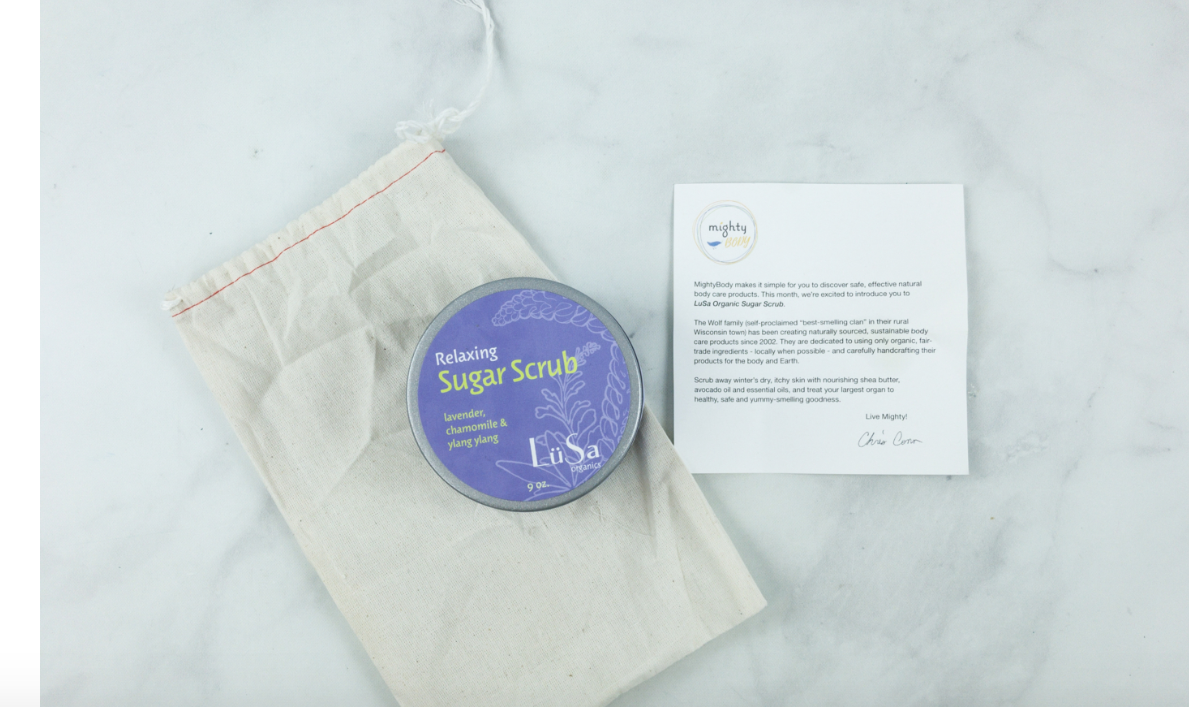 Relaxing
Sugar Scrub
lavender,
chamomile &
ylang ylang
LüSa
organics
9 oz.
mighty
BODY
MightyBody makes it simple for you to discover safe, effective natural
body care products. This month, we're excited to introduce you to
LuSa Organic Sugar Scrub.
The Wolf family (self-proclaimed "best-smelling clan" in their rural
Wisconsin town) has been creating naturally sourced, sustainable body
care products since 2002. They are dedicated to using only organic, fair-
trade ingredients - locally when possible - and carefully handcrafting their
products for the body and Earth.
Scrub away winter's dry, itchy skin with nourishing shea butter,
avocado oil and essential oils, and treat your largest organ to
healthy, safe and yummy-smelling goodness.
Live Mighty!
Chris Conn